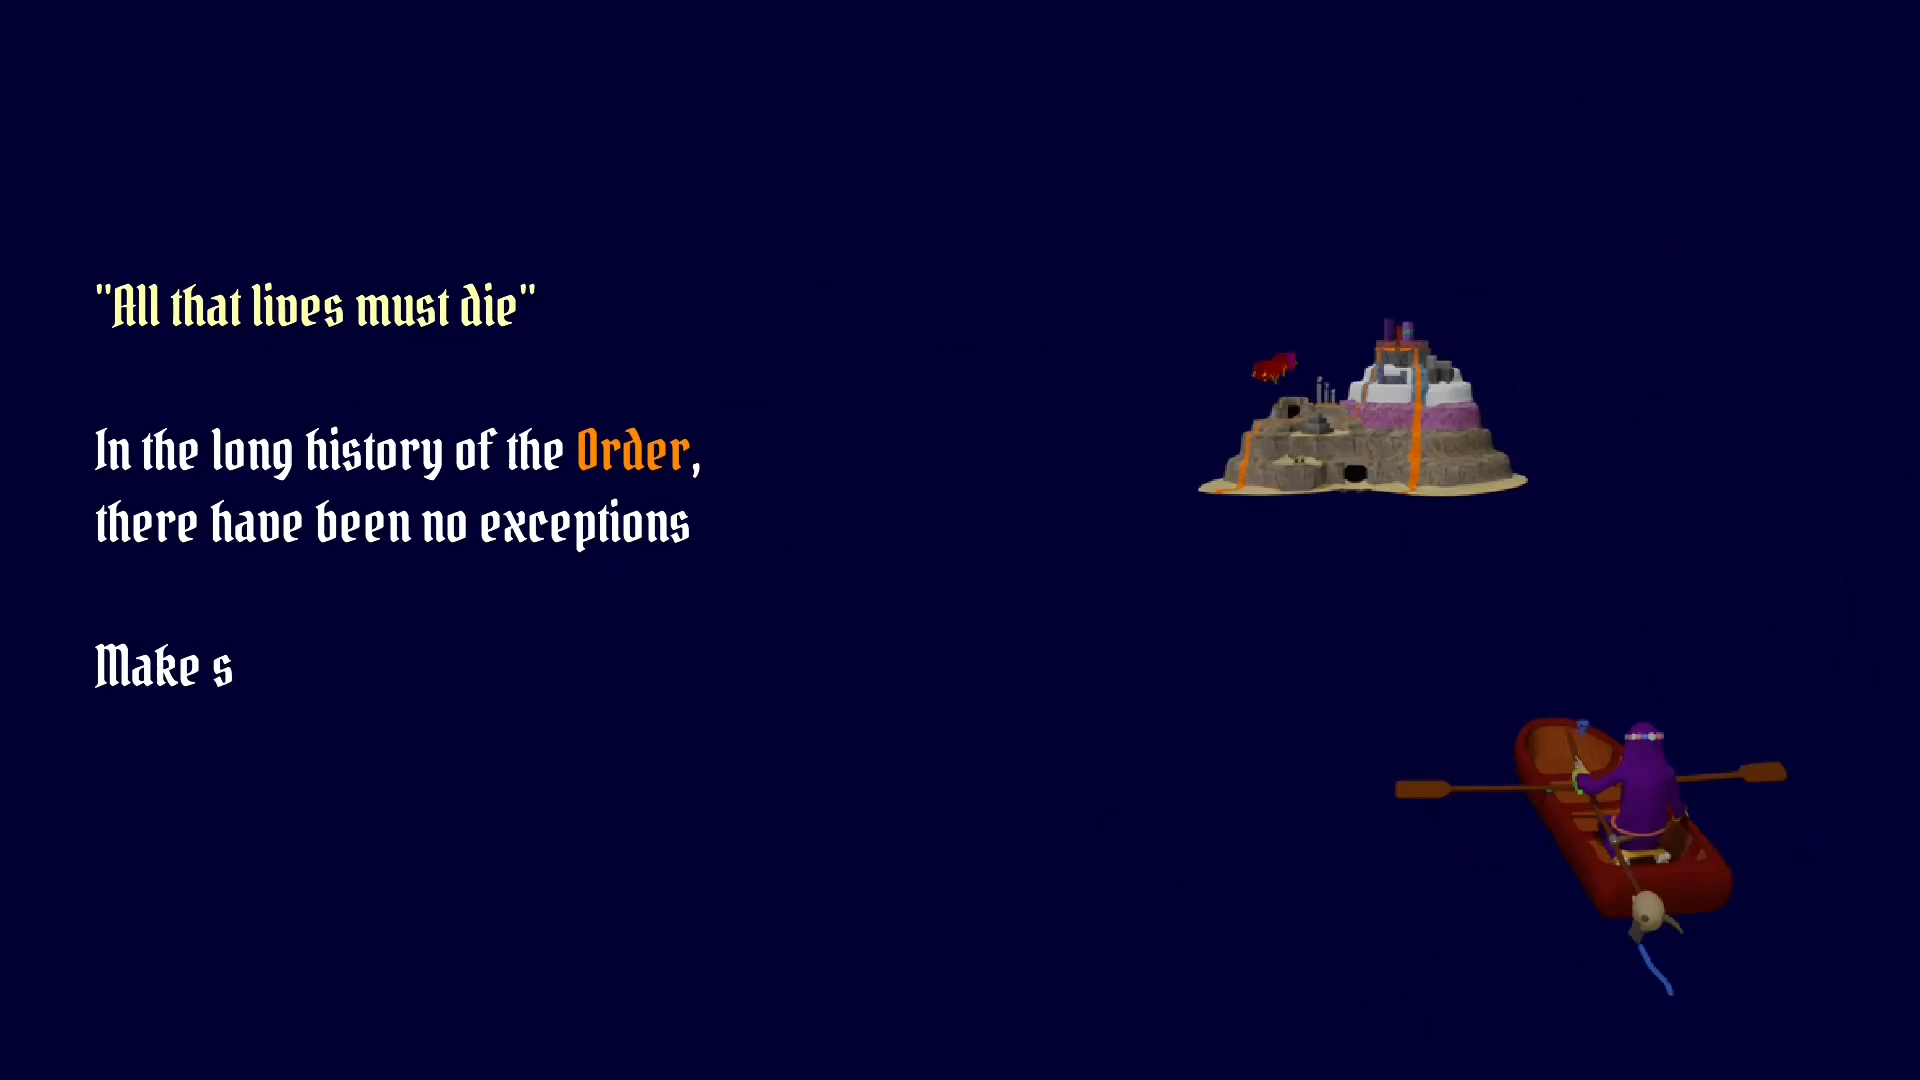 "All that lives must die"
In the long history of the Order,
there have been no exceptions
Make s